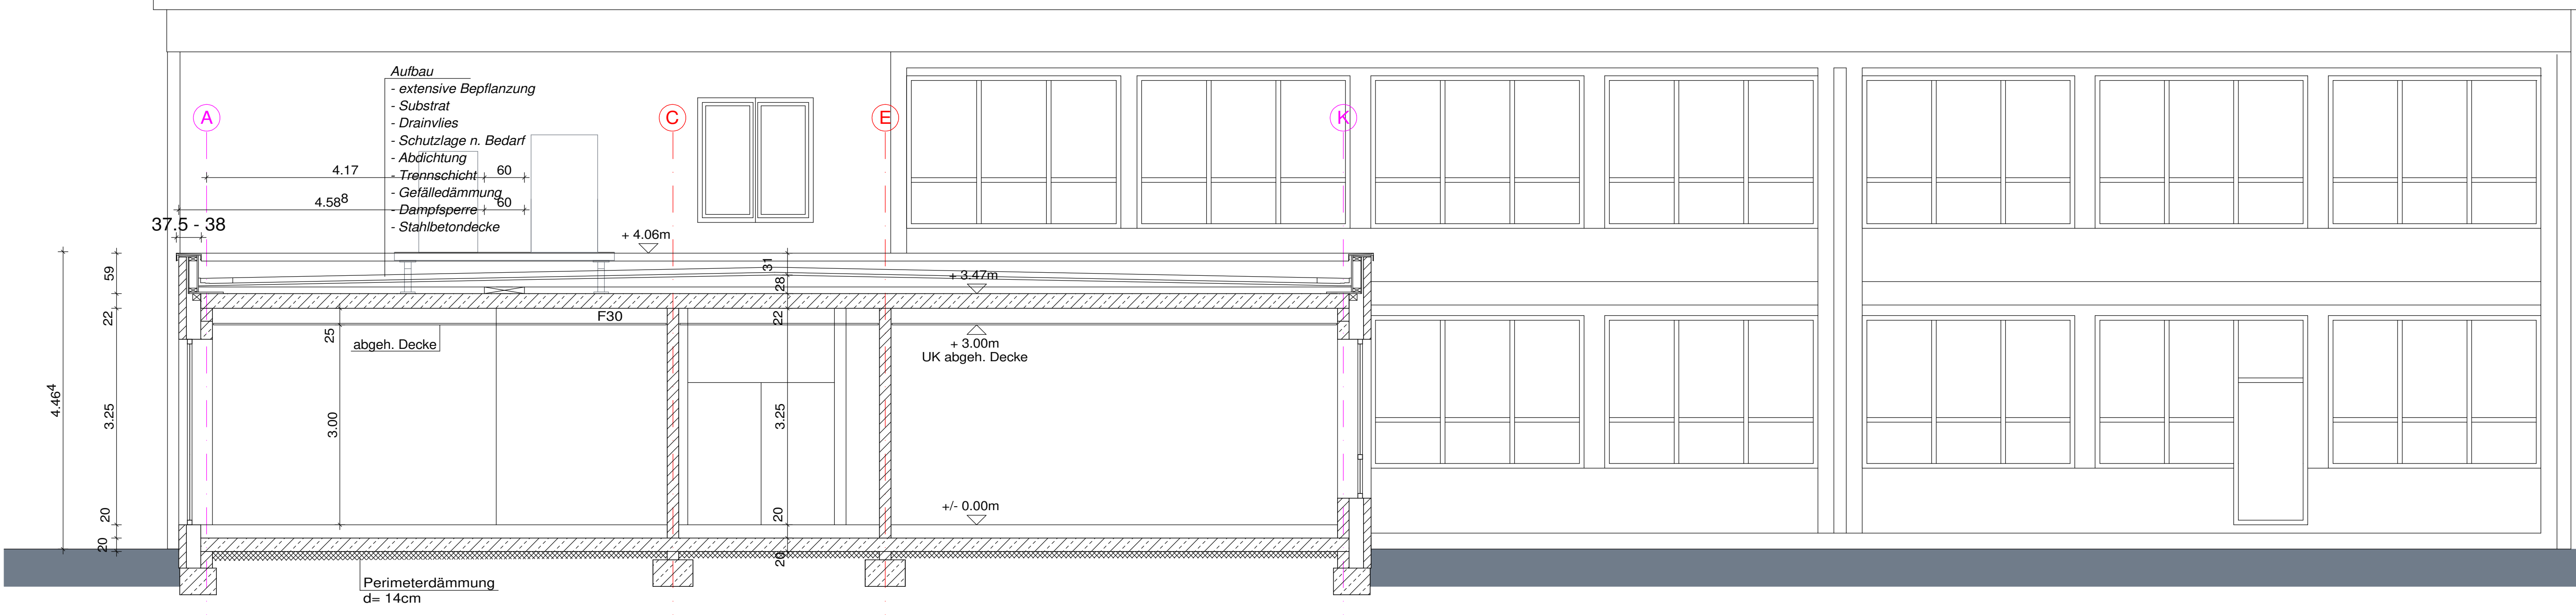 Aufbau
- extensive Bepflanzung
- Substrat
- Drainvlies
- Schutzlage n. Bedarf
- Abdichtung
- Trennschicht
- Gefälledämmung
- Dampfsperre
- Stahlbetondecke
A
C
E
K
4.17
60
4.58⁸
60
37.5 - 38
+ 4.06m
59
31
+ 3.47m
28
22
F30
22
25
abgeh. Decke
+ 3.00m
UK abgeh. Decke
4.46⁴
3.25
3.00
3.25
+/- 0.00m
20
20
20
20
Perimeterdämmung
d= 14cm